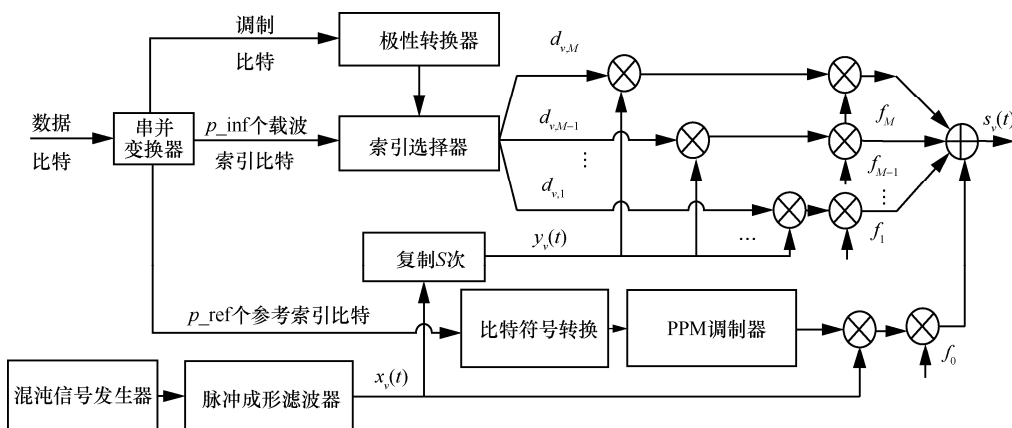 调制
比特
极性转换器
数据
比特
串并
变换器
p_inf个载波
索引比特
索引选择器
d_{v,M}
d_{v,M−1}
⋮
d_{v,1}
f_M
f_{M−1}
⋮
f_1
s_v(t)
复制S次
y_v(t)
...
p_ref个参考索引比特
比特符号转换
PPM调制器
f_0
混沌信号发生器
脉冲成形滤波器
x_v(t)